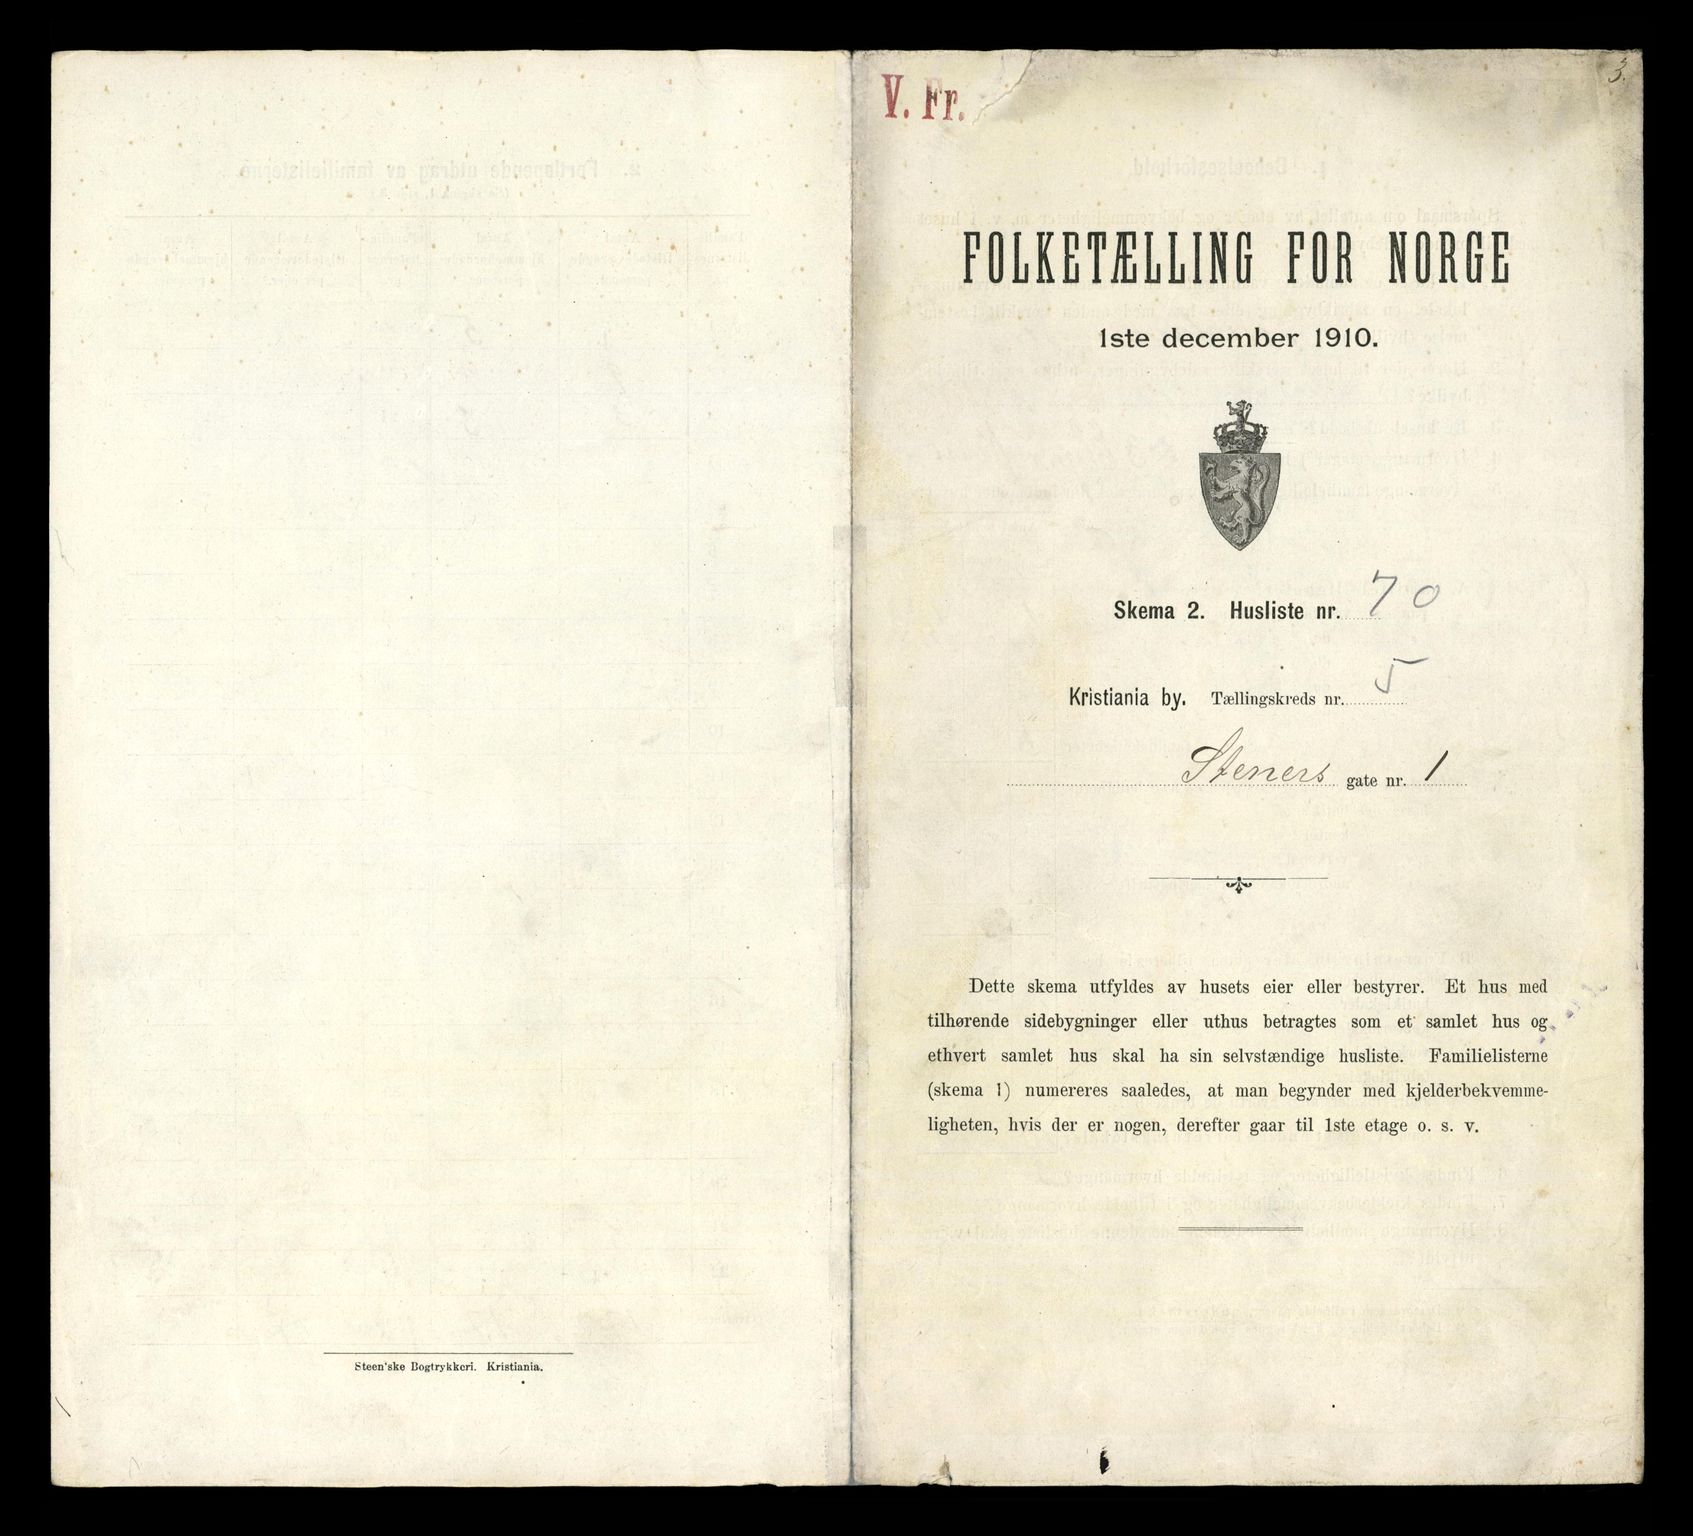 Steen'ske Bogtrykkeri. Kristiania.
3.
V. Fr.
FOLKETÆLLING FOR NORGE
1ste december 1910.
Skema 2. Husliste nr. 70
Kristiania by. Tællingskreds nr. 5
Steners gate nr. 1
Dette skema utfyldes av husets eier eller bestyrer. Et hus med
tilhørende sidebygninger eller uthus betragtes som et samlet hus og
ethvert samlet hus skal ha sin selvstændige husliste. Familielisterne
(skema 1) numereres saaledes, at man begynder med kjelderbekvemme-
ligheten, hvis der er nogen, derefter gaar til 1ste etage o. s. v.